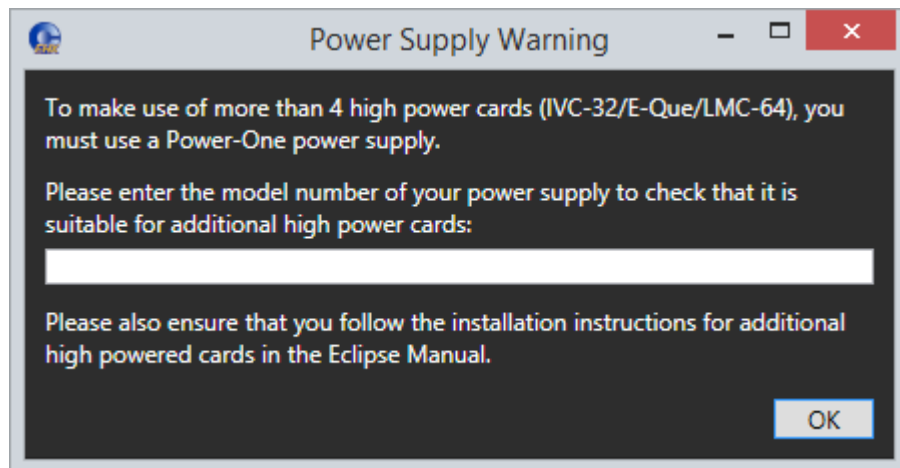 Power Supply Warning
To make use of more than 4 high power cards (IVC-32/E-Que/LMC-64), you
must use a Power-One power supply.
Please enter the model number of your power supply to check that it is
suitable for additional high power cards:
Please also ensure that you follow the installation instructions for additional
high powered cards in the Eclipse Manual.
OK